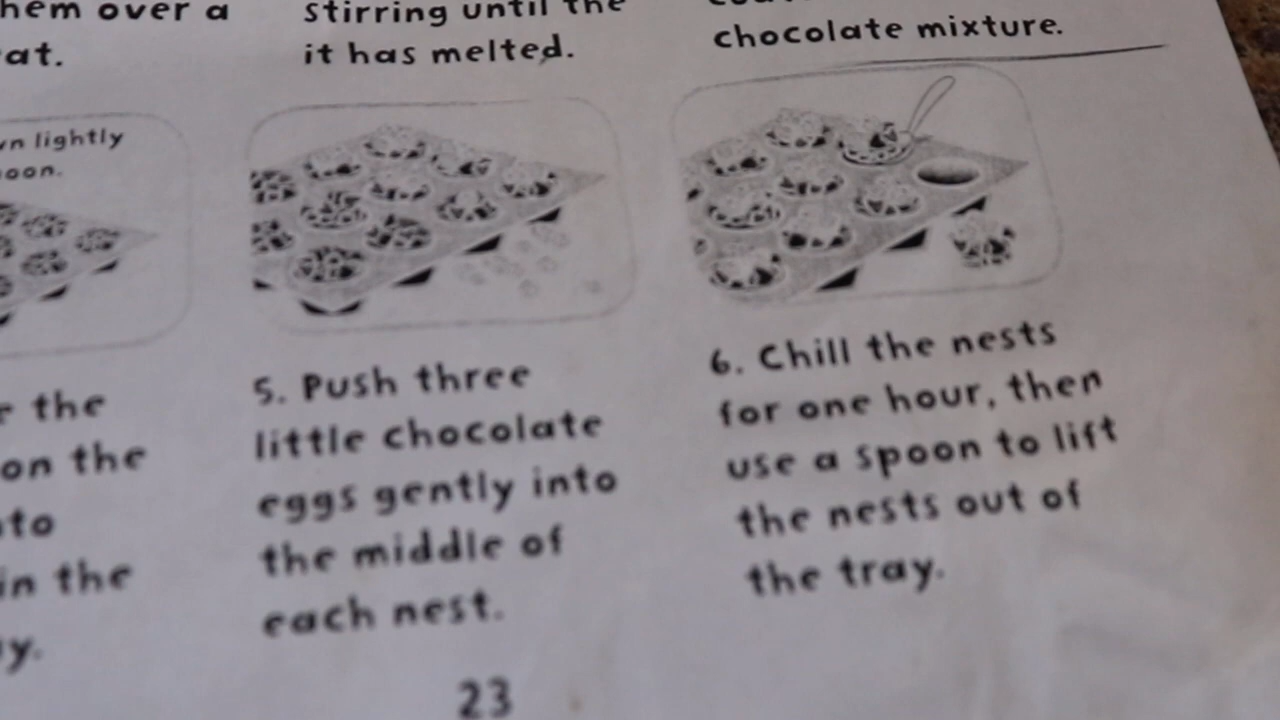 hem over a
at.
stirring until the
it has melted.
chocolate mixture.
n lightly
oon.
the
on the
to
in the
y.
5. Push three
little chocolate
eggs gently into
the middle of
each nest.
6. Chill the nests
for one hour, then
use a spoon to lift
the nests out of
the tray.
23